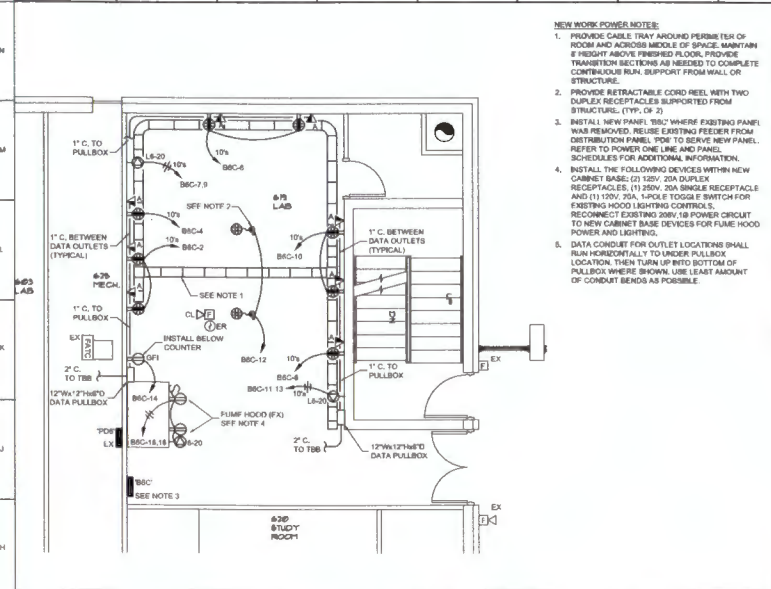 NEW WORK POWER NOTES:
1. PROVIDE CABLE TRAY AROUND PERIMETER OF
ROOM AND ACROSS MIDDLE OF SPACE. MAINTAIN
8' HEIGHT ABOVE FINISHED FLOOR. PROVIDE
TRANSITION SECTIONS AS NEEDED TO COMPLETE
CONTINUOUS RUN. SUPPORT FROM WALL OR
STRUCTURE.
2. PROVIDE RETRACTABLE CORD REEL WITH TWO
DUPLEX RECEPTACLES SUPPORTED FROM
STRUCTURE. (TYP. OF 2)
3. INSTALL NEW PANEL 'B6C' WHERE EXISTING PANEL
WAS REMOVED. REUSE EXISTING FEEDER FROM
DISTRIBUTION PANEL 'PD6' TO SERVE NEW PANEL.
REFER TO POWER ONE LINE AND PANEL
SCHEDULES FOR ADDITIONAL INFORMATION.
4. INSTALL THE FOLLOWING DEVICES WITHIN NEW
CABINET BASE: (2) 125V, 20A DUPLEX
RECEPTACLES, (1) 250V, 20A SINGLE RECEPTACLE
AND (1) 120V, 20A, 1-POLE TOGGLE SWITCH FOR
EXISTING HOOD LIGHTING CONTROLS.
RECONNECT EXISTING 208V,1Ø POWER CIRCUIT
TO NEW CABINET BASE DEVICES FOR FUME HOOD
POWER AND LIGHTING.
5. DATA CONDUIT FOR OUTLET LOCATIONS SHALL
RUN HORIZONTALLY TO UNDER PULLBOX
LOCATION. THEN TURN UP INTO BOTTOM OF
PULLBOX WHERE SHOWN. USE LEAST AMOUNT
OF CONDUIT BENDS AS POSSIBLE.
N
M
L
K
J
H
1" C. TO
PULLBOX
L6-20
10's
B6C-7,9
10's
B6C-6
A
A
SEE NOTE 2
LAB
10's
B6C-4
10's
B6C-2
A
A
A
1" C. BETWEEN
DATA OUTLETS
(TYPICAL)
603
LAB
MECH.
10's
B6C-10
A
A
A
1" C. BETWEEN
DATA OUTLETS
(TYPICAL)
UP
DN
SEE NOTE 1
CL
F
ER
1" C. TO
PULLBOX
EX
FATC
INSTALL BELOW
COUNTER
GFI
2" C.
TO TBB
12"Wx12"Hx6"D
DATA PULLBOX
B6C-14
B6C-12
10's
B6C-8
B6C-11 13
10's
L6-20
1" C. TO
PULLBOX
FUME HOOD (EX)
SEE NOTE 4
'PD6'
EX
B6C-16,18
6-20
2" C.
TO TBB
12"Wx12"Hx6"D
DATA PULLBOX
EX
F
'B6C'
SEE NOTE 3
STUDY
ROOM
EX
F